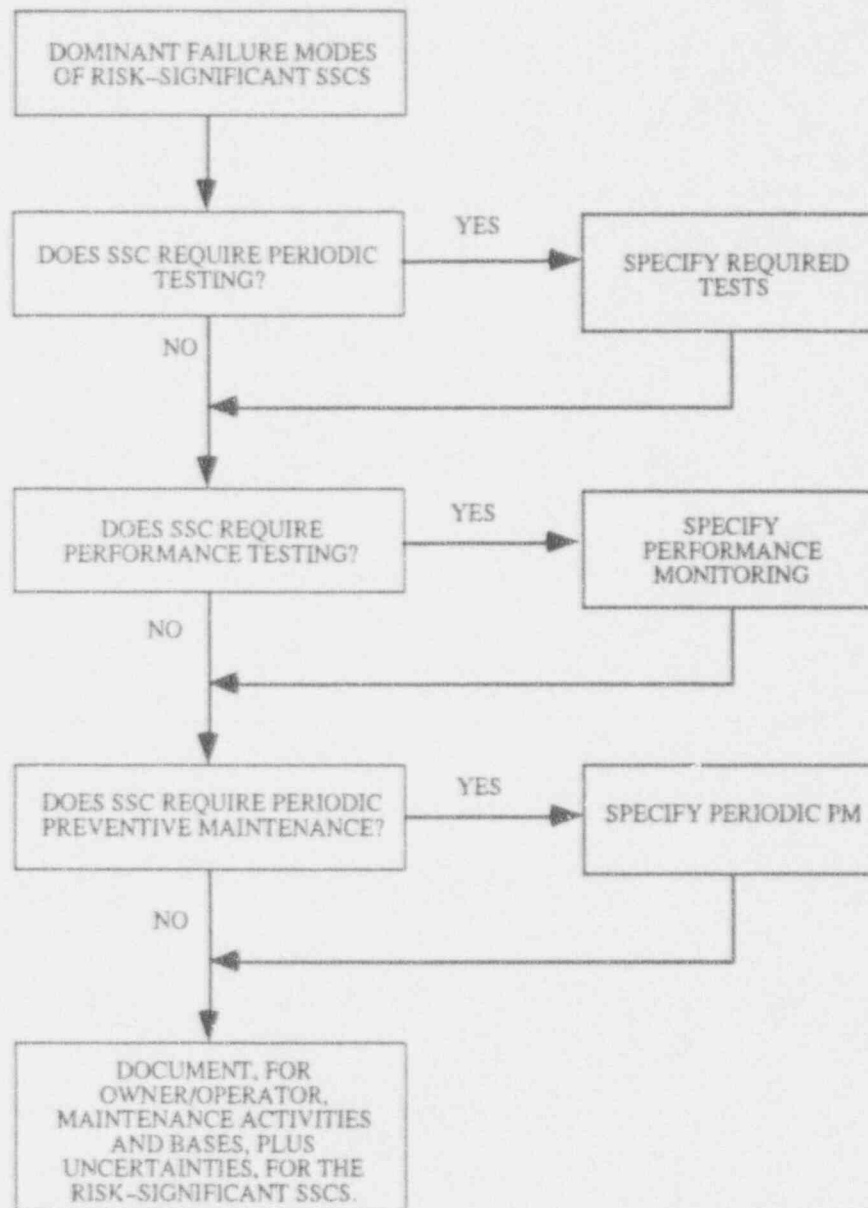 DOMINANT FAILURE MODES
OF RISK–SIGNIFICANT SSCS
DOES SSC REQUIRE PERIODIC
TESTING?
YES
SPECIFY REQUIRED
TESTS
NO
DOES SSC REQUIRE
PERFORMANCE TESTING?
YES
SPECIFY
PERFORMANCE
MONITORING
NO
DOES SSC REQUIRE PERIODIC
PREVENTIVE MAINTENANCE?
YES
SPECIFY PERIODIC PM
NO
DOCUMENT, FOR
OWNER/OPERATOR,
MAINTENANCE ACTIVITIES
AND BASES, PLUS
UNCERTAINTIES, FOR THE
RISK–SIGNIFICANT SSCS.